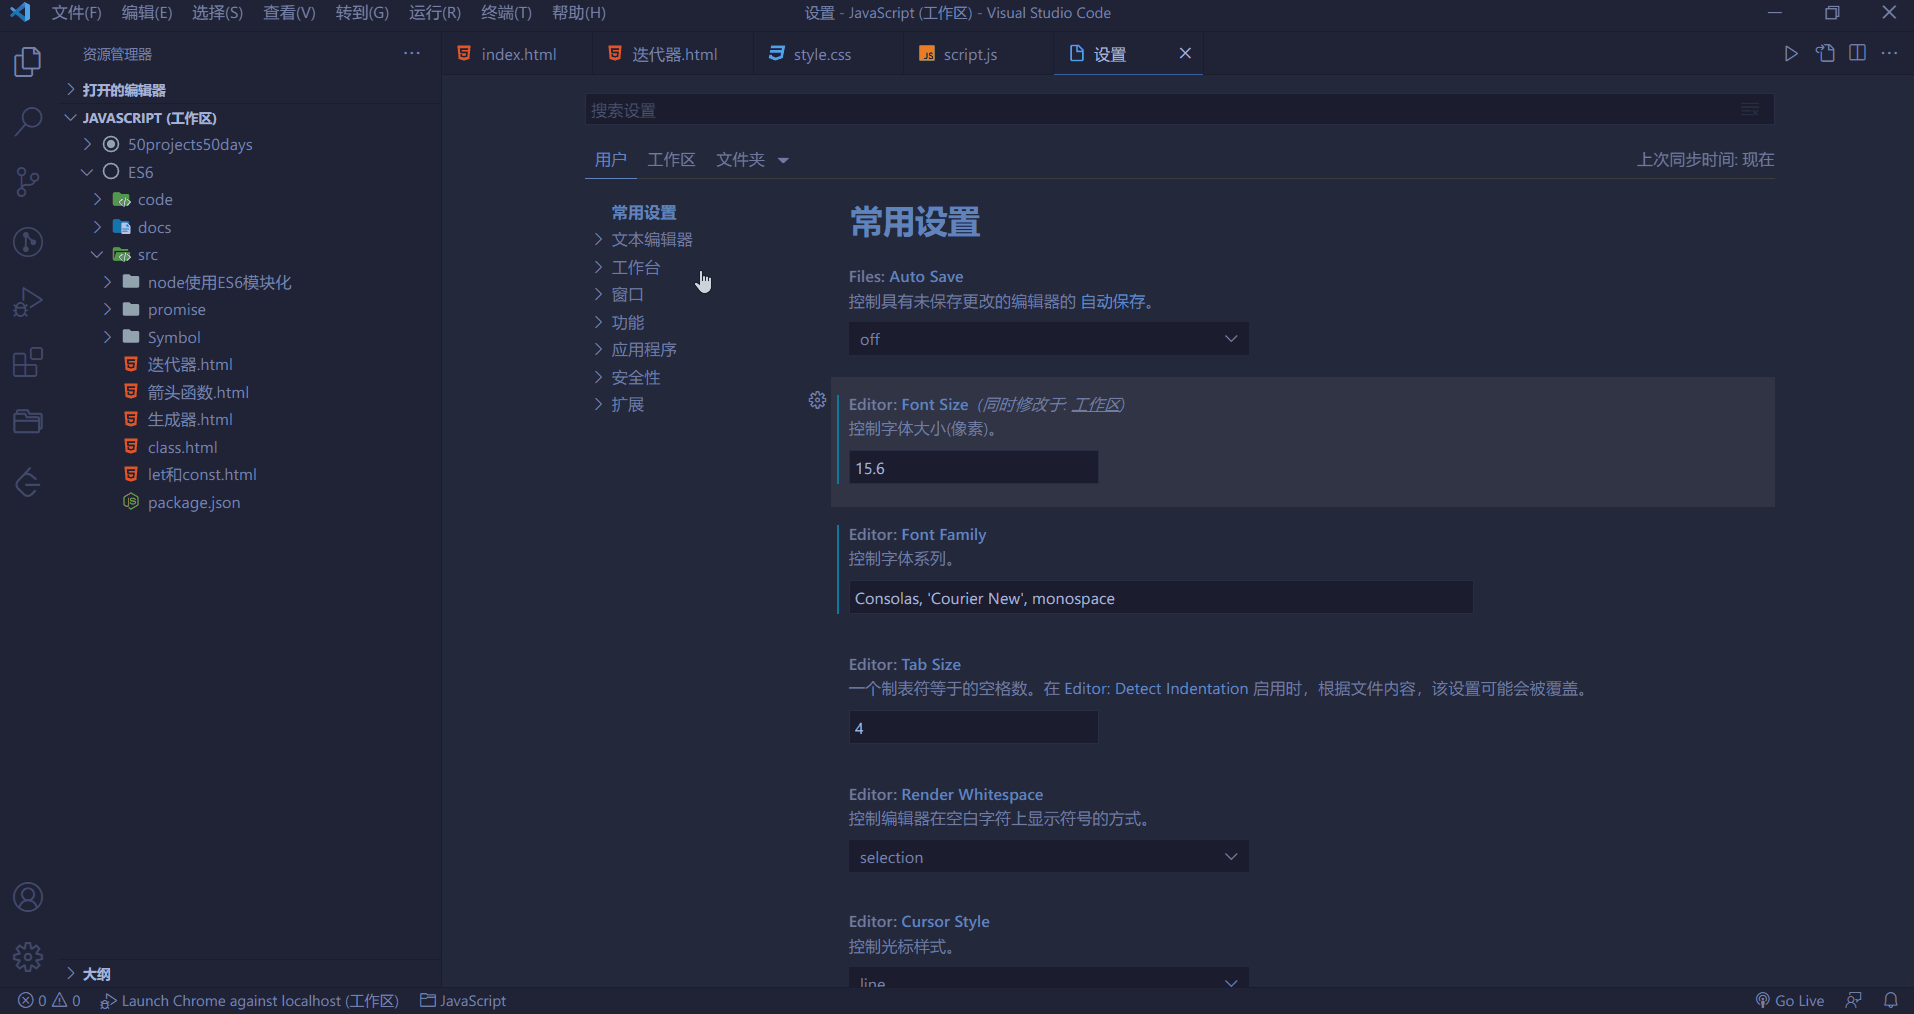 文件(F) 编辑(E) 选择(S) 查看(V) 转到(G) 运行(R) 终端(T) 帮助(H)
设置 - JavaScript (工作区) - Visual Studio Code
资源管理器
打开的编辑器
JAVASCRIPT (工作区)
50projects50days
ES6
code
docs
src
node使用ES6模块化
promise
Symbol
迭代器.html
箭头函数.html
生成器.html
class.html
let和const.html
package.json
大纲
index.html 迭代器.html style.css script.js 设置
搜索设置
用户 工作区 文件夹
上次同步时间: 现在
常用设置
文本编辑器
工作台
窗口
功能
应用程序
安全性
扩展
常用设置
Files: Auto Save
控制具有未保存更改的编辑器的 自动保存。
off
Editor: Font Size (同时修改于: 工作区)
控制字体大小(像素)。
15.6
Editor: Font Family
控制字体系列。
Consolas, 'Courier New', monospace
Editor: Tab Size
一个制表符等于的空格数。在 Editor: Detect Indentation 启用时，根据文件内容，该设置可能会被覆盖。
4
Editor: Render Whitespace
控制编辑器在空白字符上显示符号的方式。
selection
Editor: Cursor Style
控制光标样式。
line
0 0 Launch Chrome against localhost (工作区) JavaScript
Go Live